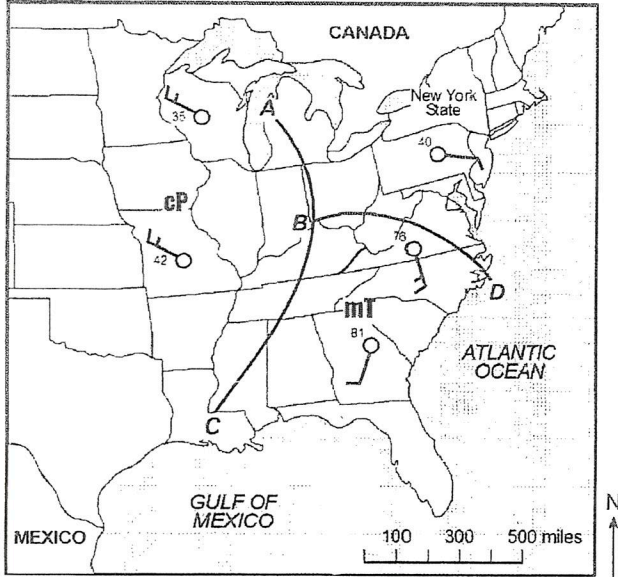 CANADA
A
35
New York
State
40
cP
B
42
76
D
mT
81
ATLANTIC
OCEAN
C
GULF OF
MEXICO
MEXICO
N
100 300 500 miles